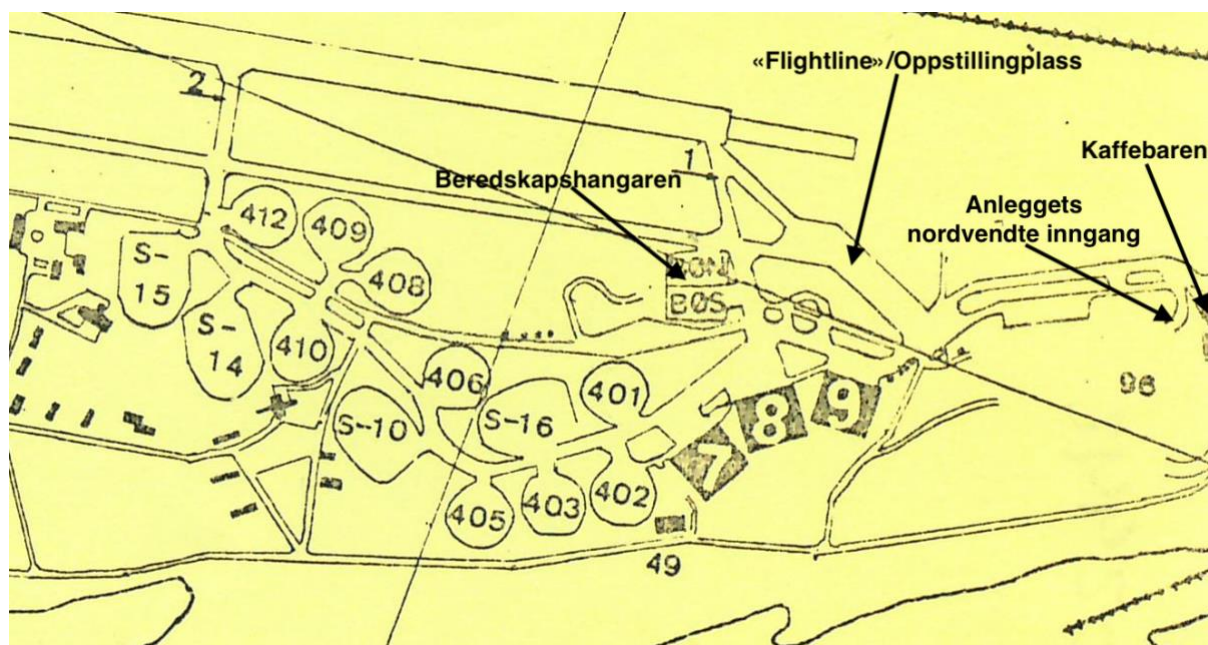 «Flightline»/Oppstillingplass
2
Kaffebaren
1
Beredskapshangaren
Anleggets
nordvendte inngang
412
409
S-
15
408
BØS
S-
14
410
406
401
96
S-10
S-16
9
8
7
405
403
402
49